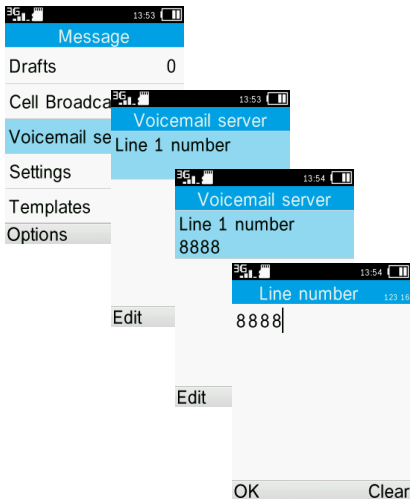 3G 13:53
Message
Drafts 0
Cell Broadca
Voicemail se
Settings
Templates
Options
3G 13:53
Voicemail server
Line 1 number
Edit
3G 13:54
Voicemail server
Line 1 number
8888
Edit
3G 13:54
Line number 123 16
8888
OK Clear